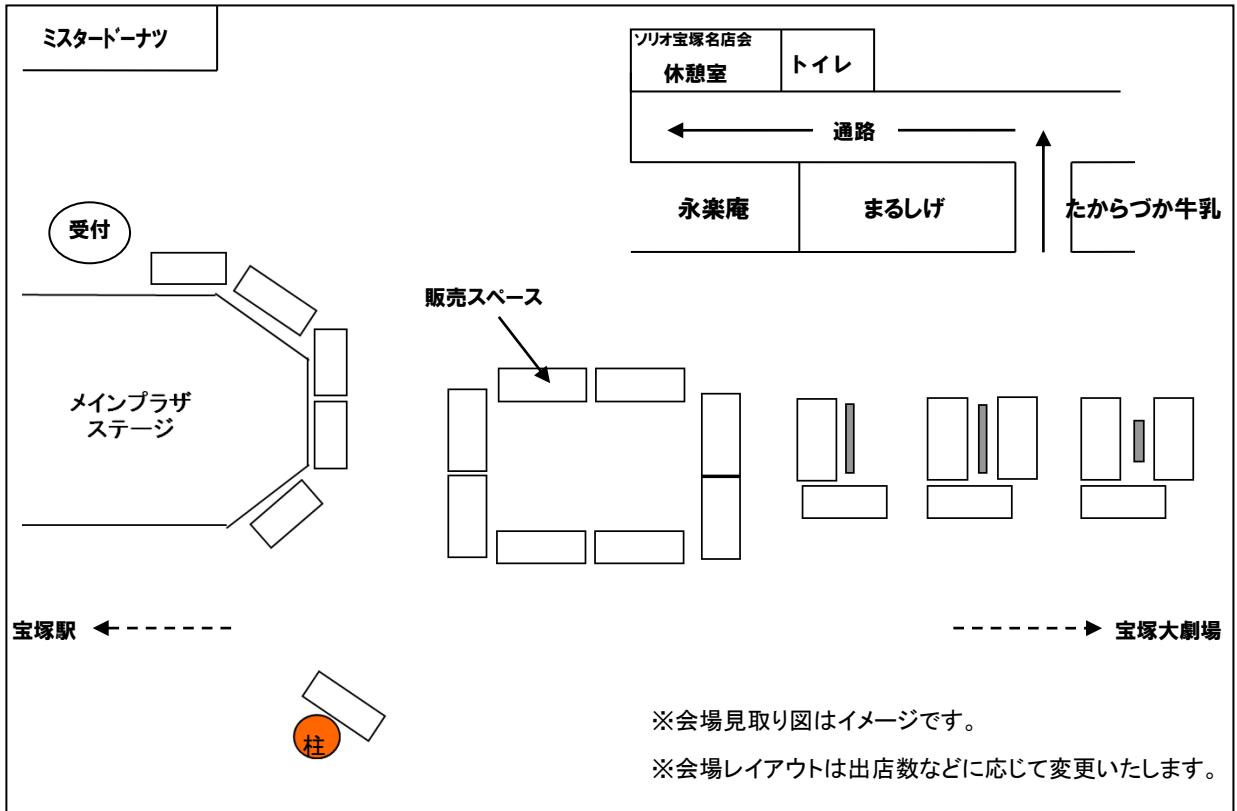 ミスタードーナツ
ソリオ宝塚名店会
休憩室
トイレ
通路
永楽庵
まるしげ
たからづか牛乳
受付
販売スペース
メインプラザ
ステージ
宝塚駅
宝塚大劇場
柱
※会場見取り図はイメージです。
※会場レイアウトは出店数などに応じて変更いたします。